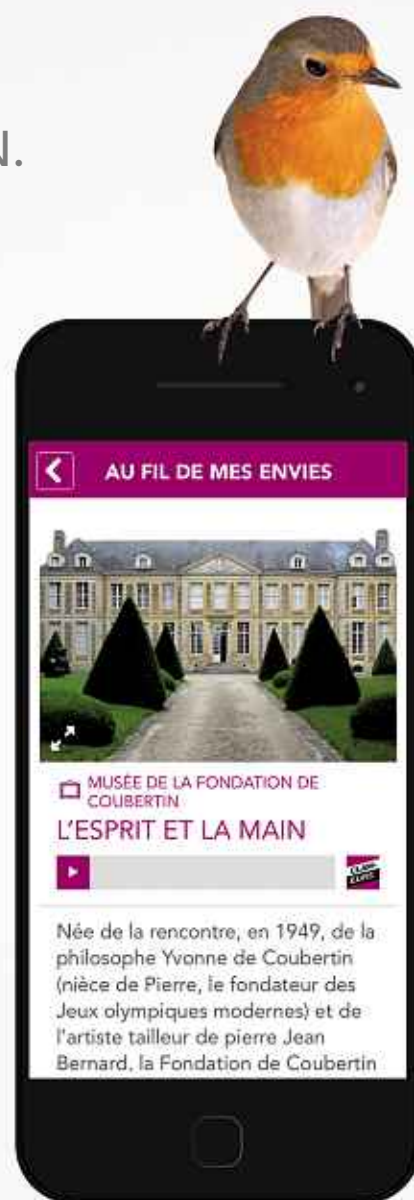 N.
AU FIL DE MES ENVIES
MUSÉE DE LA FONDATION DE
COUBERTIN
L'ESPRIT ET LA MAIN
Née de la rencontre, en 1949, de la
philosophe Yvonne de Coubertin
(nièce de Pierre, le fondateur des
Jeux olympiques modernes) et de
l'artiste tailleur de pierre Jean
Bernard, la Fondation de Coubertin